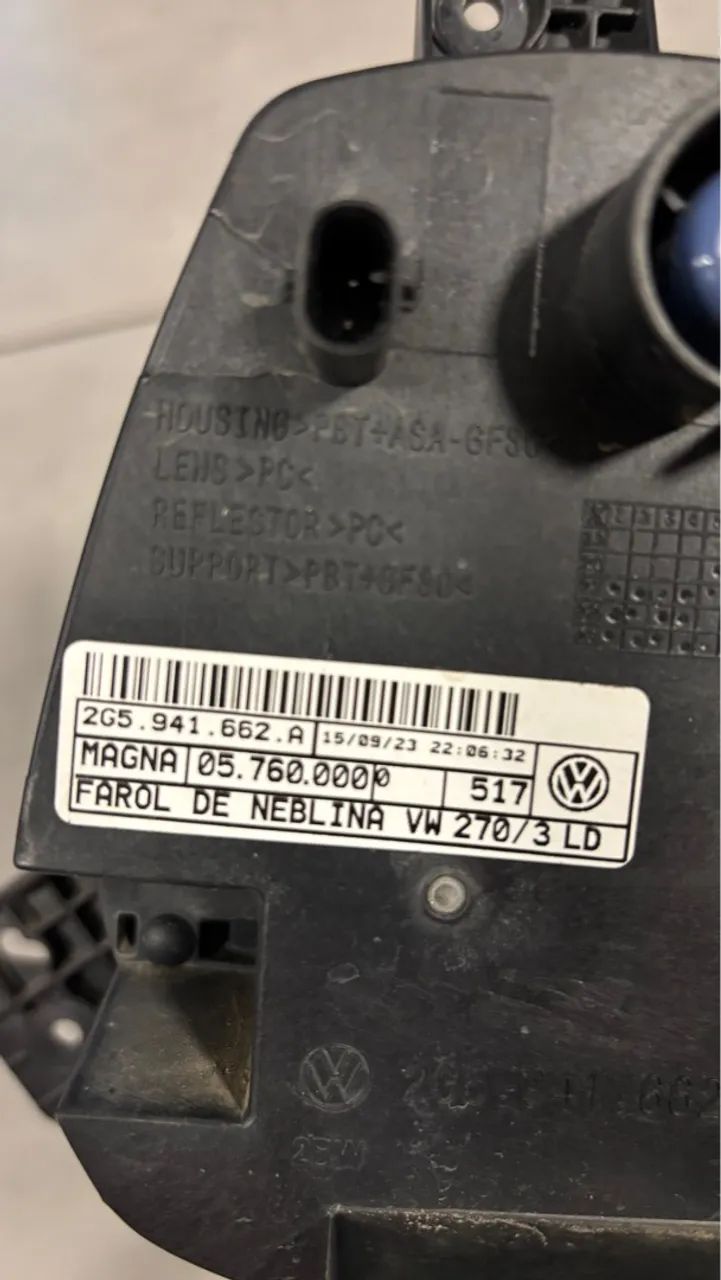 HOUSING>PBT+ASA-GF30<
LENS>PC<
REFLESTOR>PC<
SUPPORT>PBT+GF30<
2G5.941.662.A 15/09/23 22:06:32
MAGNA 05.760.0000 517
FAROL DE NEBLINA VW 270/3 LD